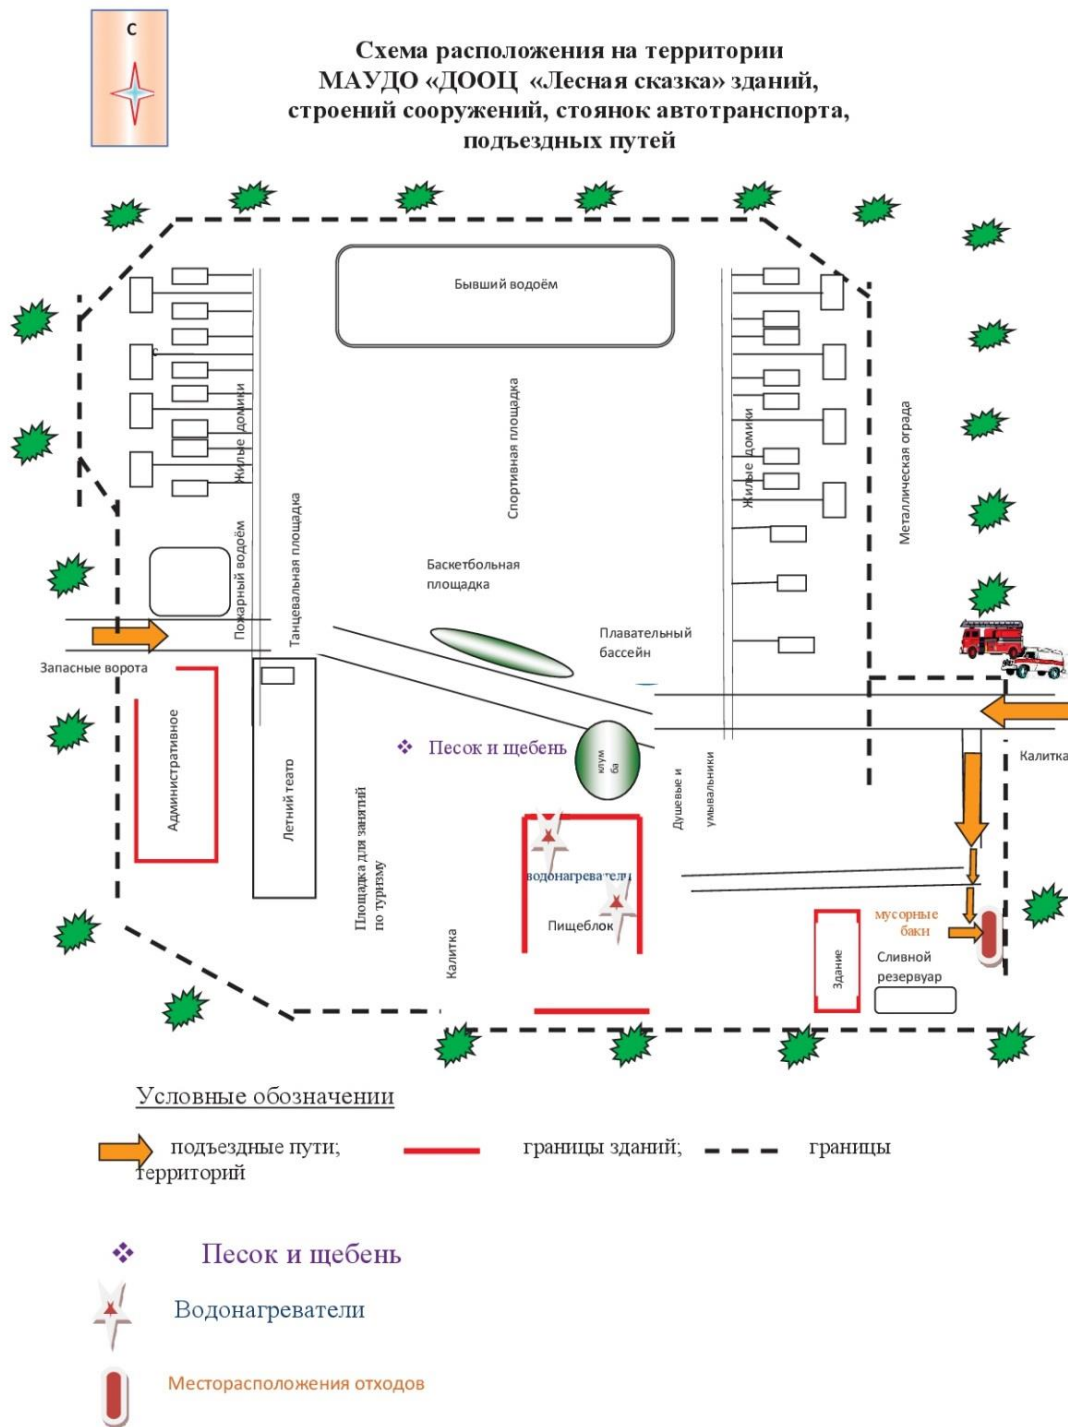 С
Схема расположения на территории
МАУДО «ДООЦ «Лесная сказка» зданий,
строений сооружений, стоянок автотранспорта,
подъездных путей
Бывший водоём
с
Жилые домики
Спортивная площадка
Жилые домики
Металлическая ограда
Пожарный водоём
Танцевальная площадка
Баскетбольная
площадка
Плавательный
бассейн
Запасные ворота
Административное
Летний теато
Песок и щебень
клум
ба
Душевые и
умывальники
Калитка
Площадка для занятий
по туризму
Калитка
водонагреватели
Пищеблок
Здание
мусорные
баки
Сливной
резервуар
Условные обозначении
подъездные пути; границы зданий; границы
территорий
Песок и щебень
Водонагреватели
Месторасположения отходов